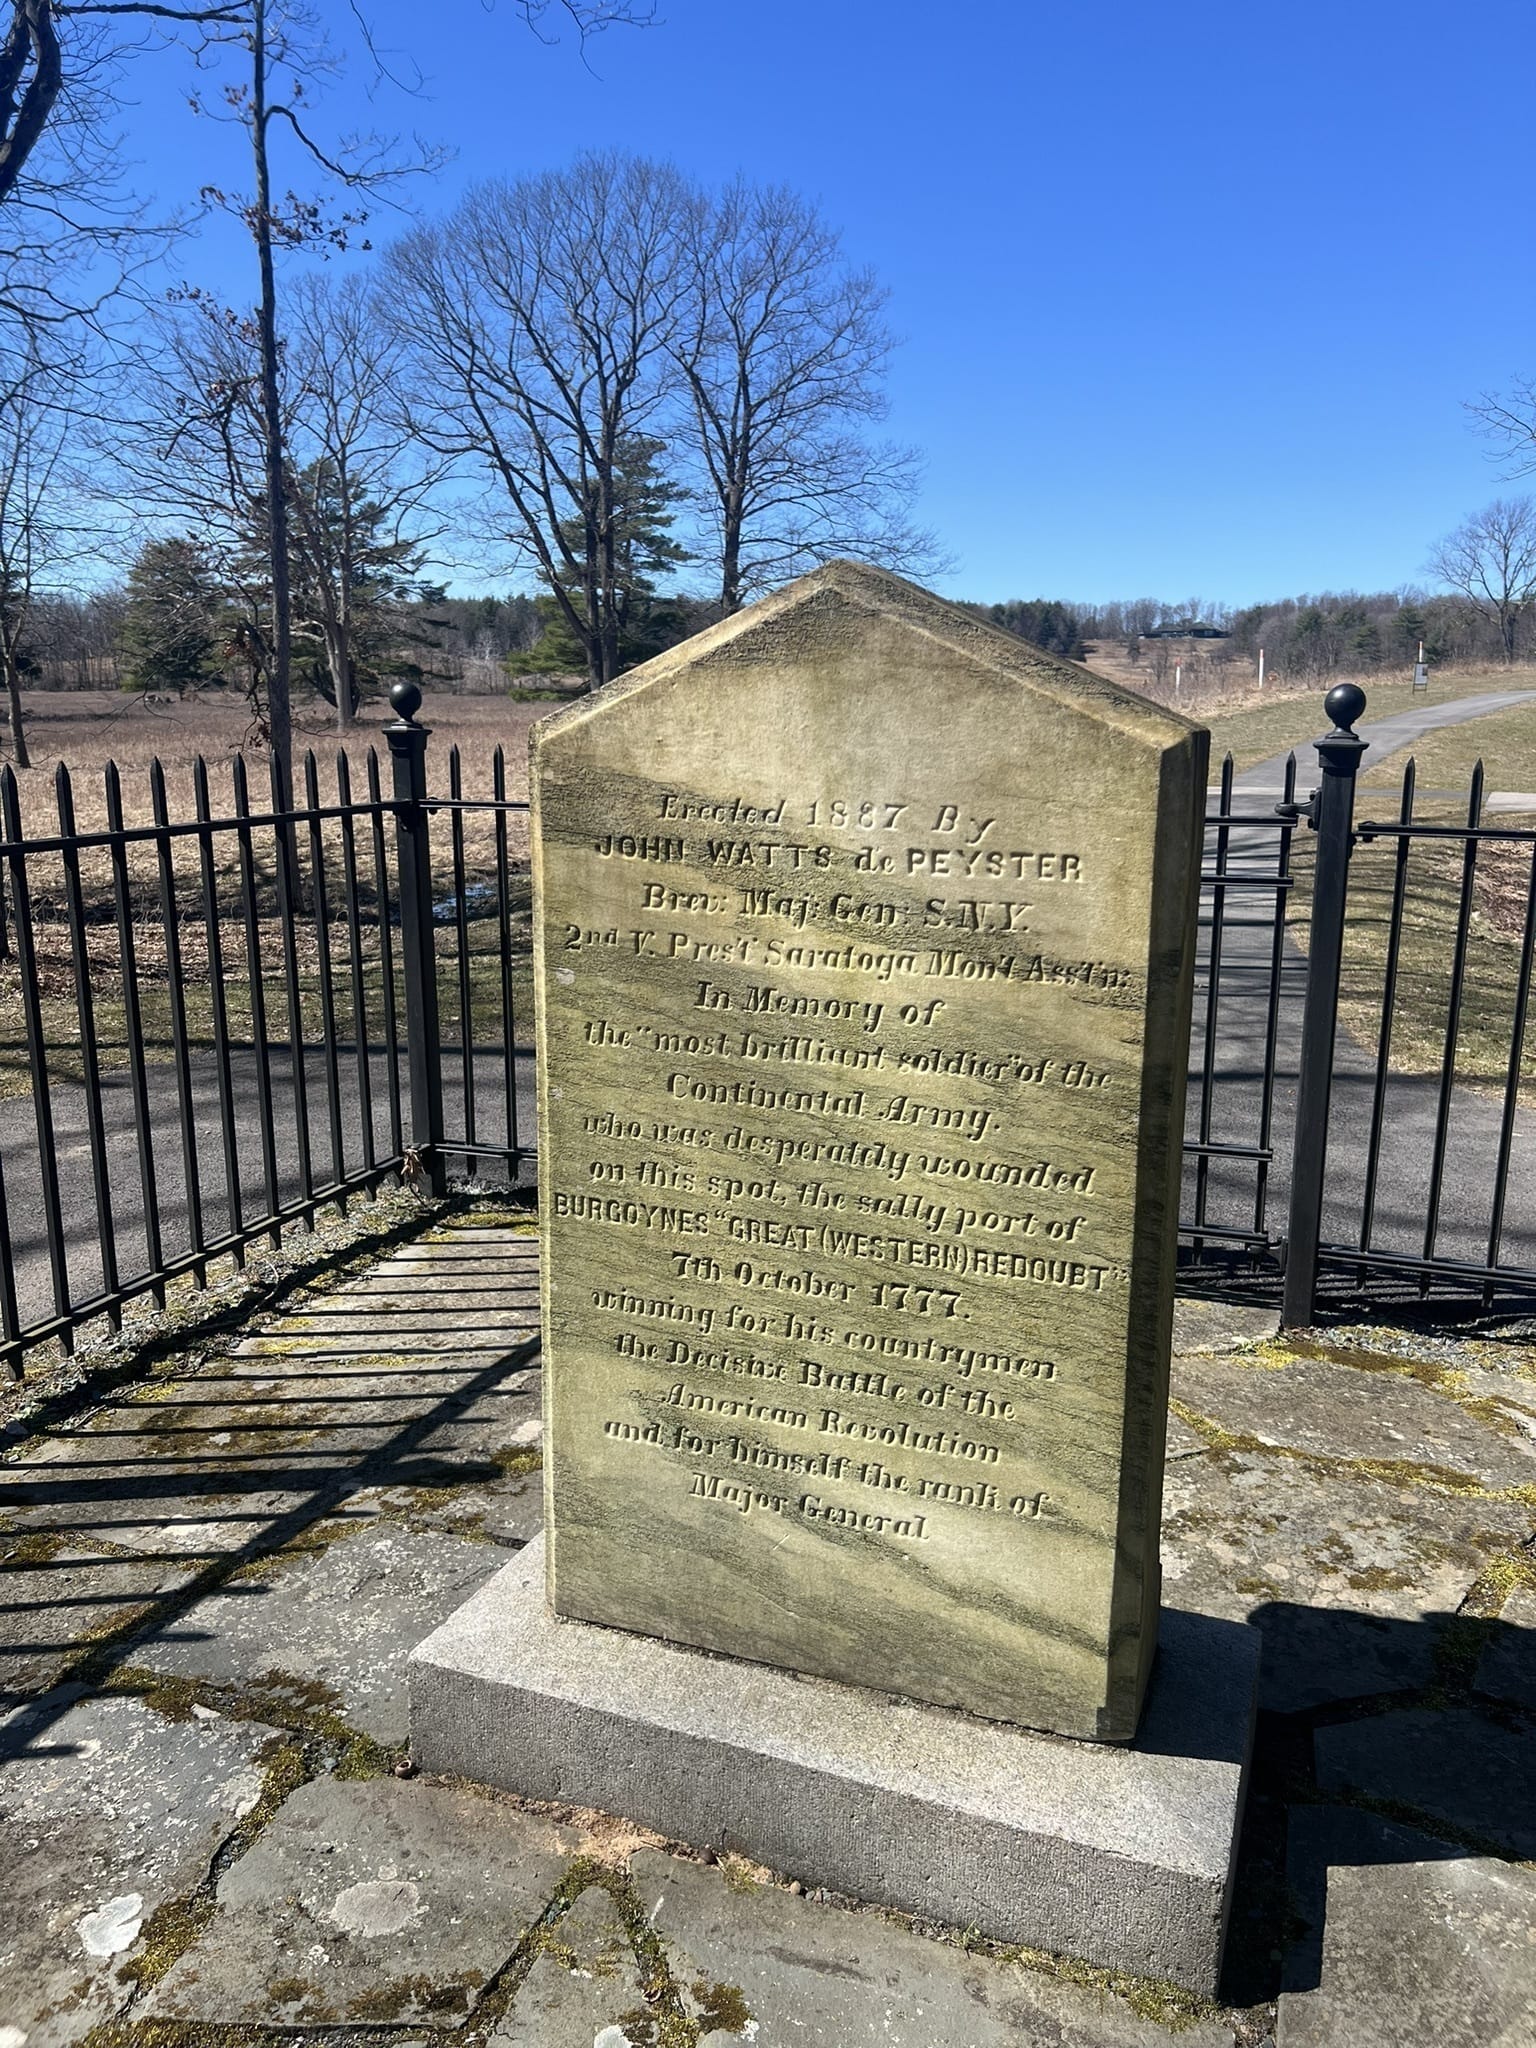 Erected 1887 By
JOHN WATTS de PEYSTER
Brev: Maj: Gen: S.N.Y.
2nd V. Pres't Saratoga Mon't Ass't'n:
In Memory of
the "most brilliant soldier" of the
Continental Army.
who was desperately wounded
on this spot, the sally port of
BURGOYNES "GREAT (WESTERN) REDOUBT"
7th October 1777.
winning for his countrymen
the Decisive Battle of the
American Revolution
and for himself the rank of
Major General